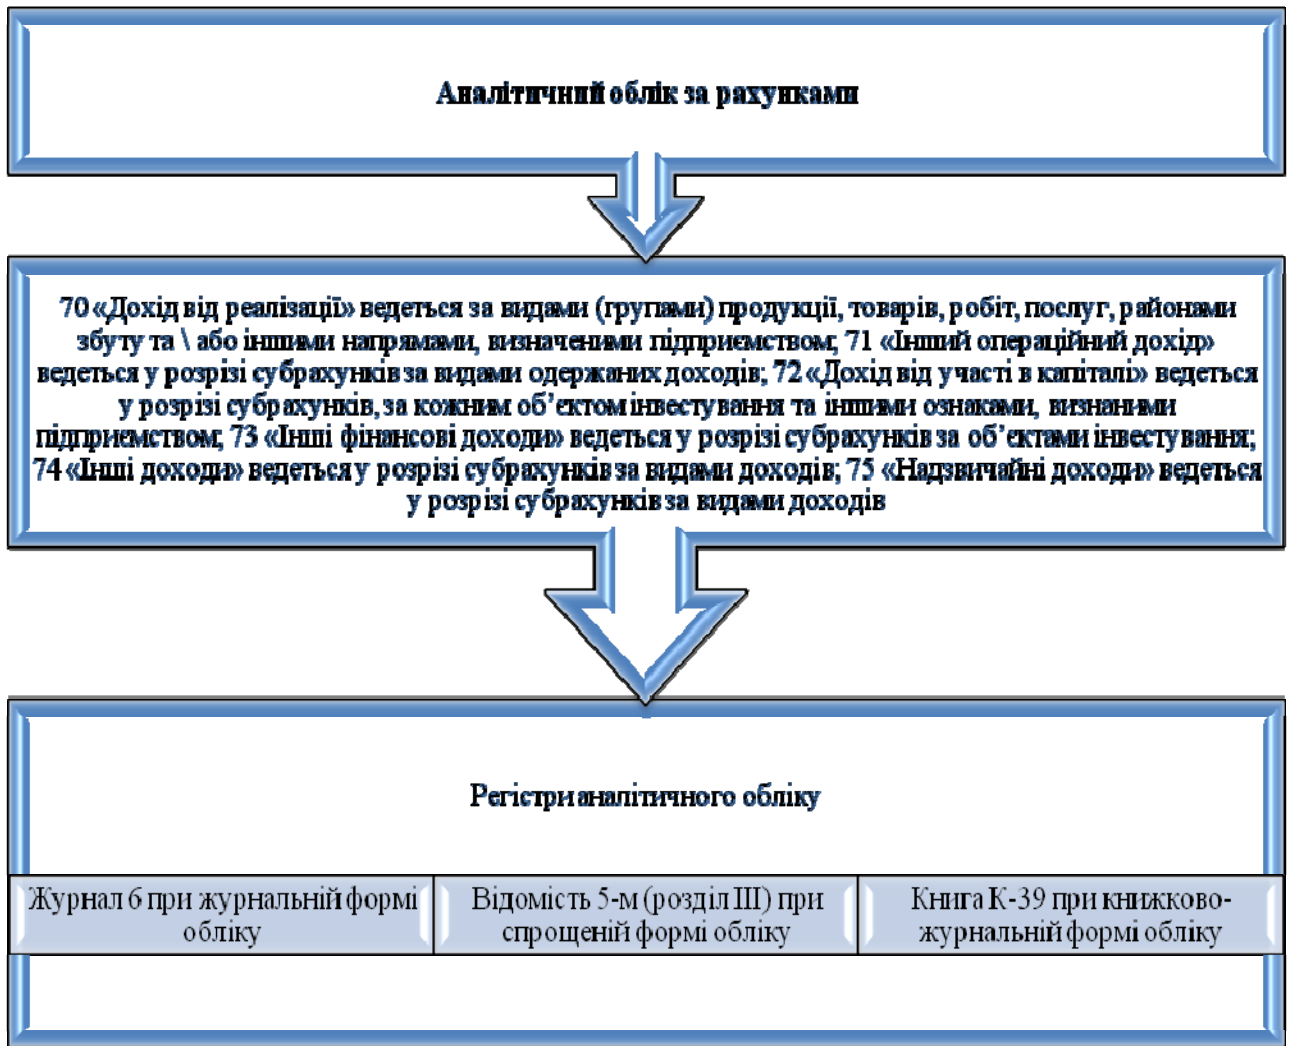 Аналітичний облік за рахунками
70 «Дохід від реалізації» ведеться за видами (групами) продукції, товарів, робіт, послуг, районами
збуту та \ або іншими напрямами, визначеними підприємством; 71 «Інший операційний дохід»
ведеться у розрізі субрахунків за видами одержаних доходів; 72 «Дохід від участі в капіталі» ведеться
у розрізі субрахунків, за кожним об’єктом інвестування та іншими ознаками, визнаними
підприємством; 73 «Інші фінансові доходи» ведеться у розрізі субрахунків за об’єктами інвестування;
74 «Інші доходи» ведеться у розрізі субрахунків за видами доходів; 75 «Надзвичайні доходи» ведеться
у розрізі субрахунків за видами доходів
Регістри аналітичного обліку
Журнал 6 при журнальній формі
обліку
Відомість 5-м (розділ III) при
спрощеній формі обліку
Книга К-39 при книжково-
журнальній формі обліку